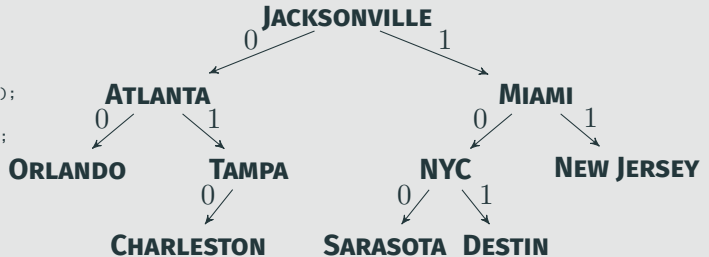 JACKSONVILLE
0 1
); ATLANTA MIAMI
0 1 0 1
;
ORLANDO TAMPA NYC NEW JERSEY
0 0 1
CHARLESTON SARASOTA DESTIN